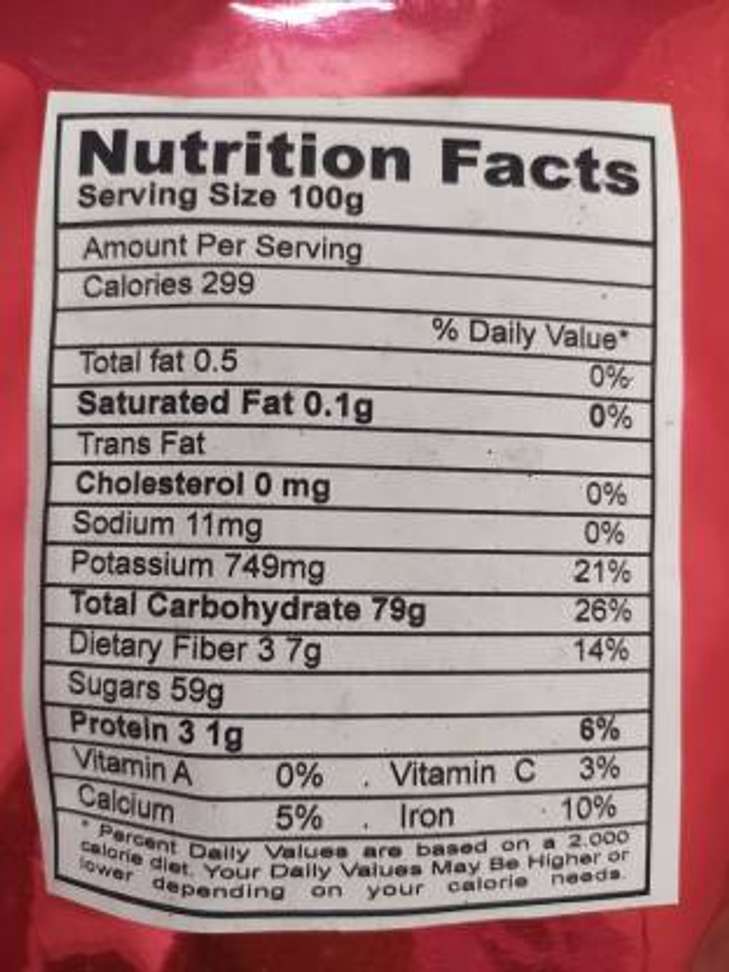 Nutrition Facts
Serving Size 100g
Amount Per Serving
Calories 299
% Daily Value*
Total fat 0.5 0%
Saturated Fat 0.1g 0%
Trans Fat
Cholesterol 0 mg 0%
Sodium 11mg 0%
Potassium 749mg 21%
Total Carbohydrate 79g 26%
Dietary Fiber 3 7g 14%
Sugars 59g
Protein 3 1g 6%
Vitamin A 0% . Vitamin C 3%
Calcium 5% . Iron 10%
* Percent Daily Values are based on a 2.000
calorie diet. Your Daily Values May Be Higher or
lower depending on your calorie needs.